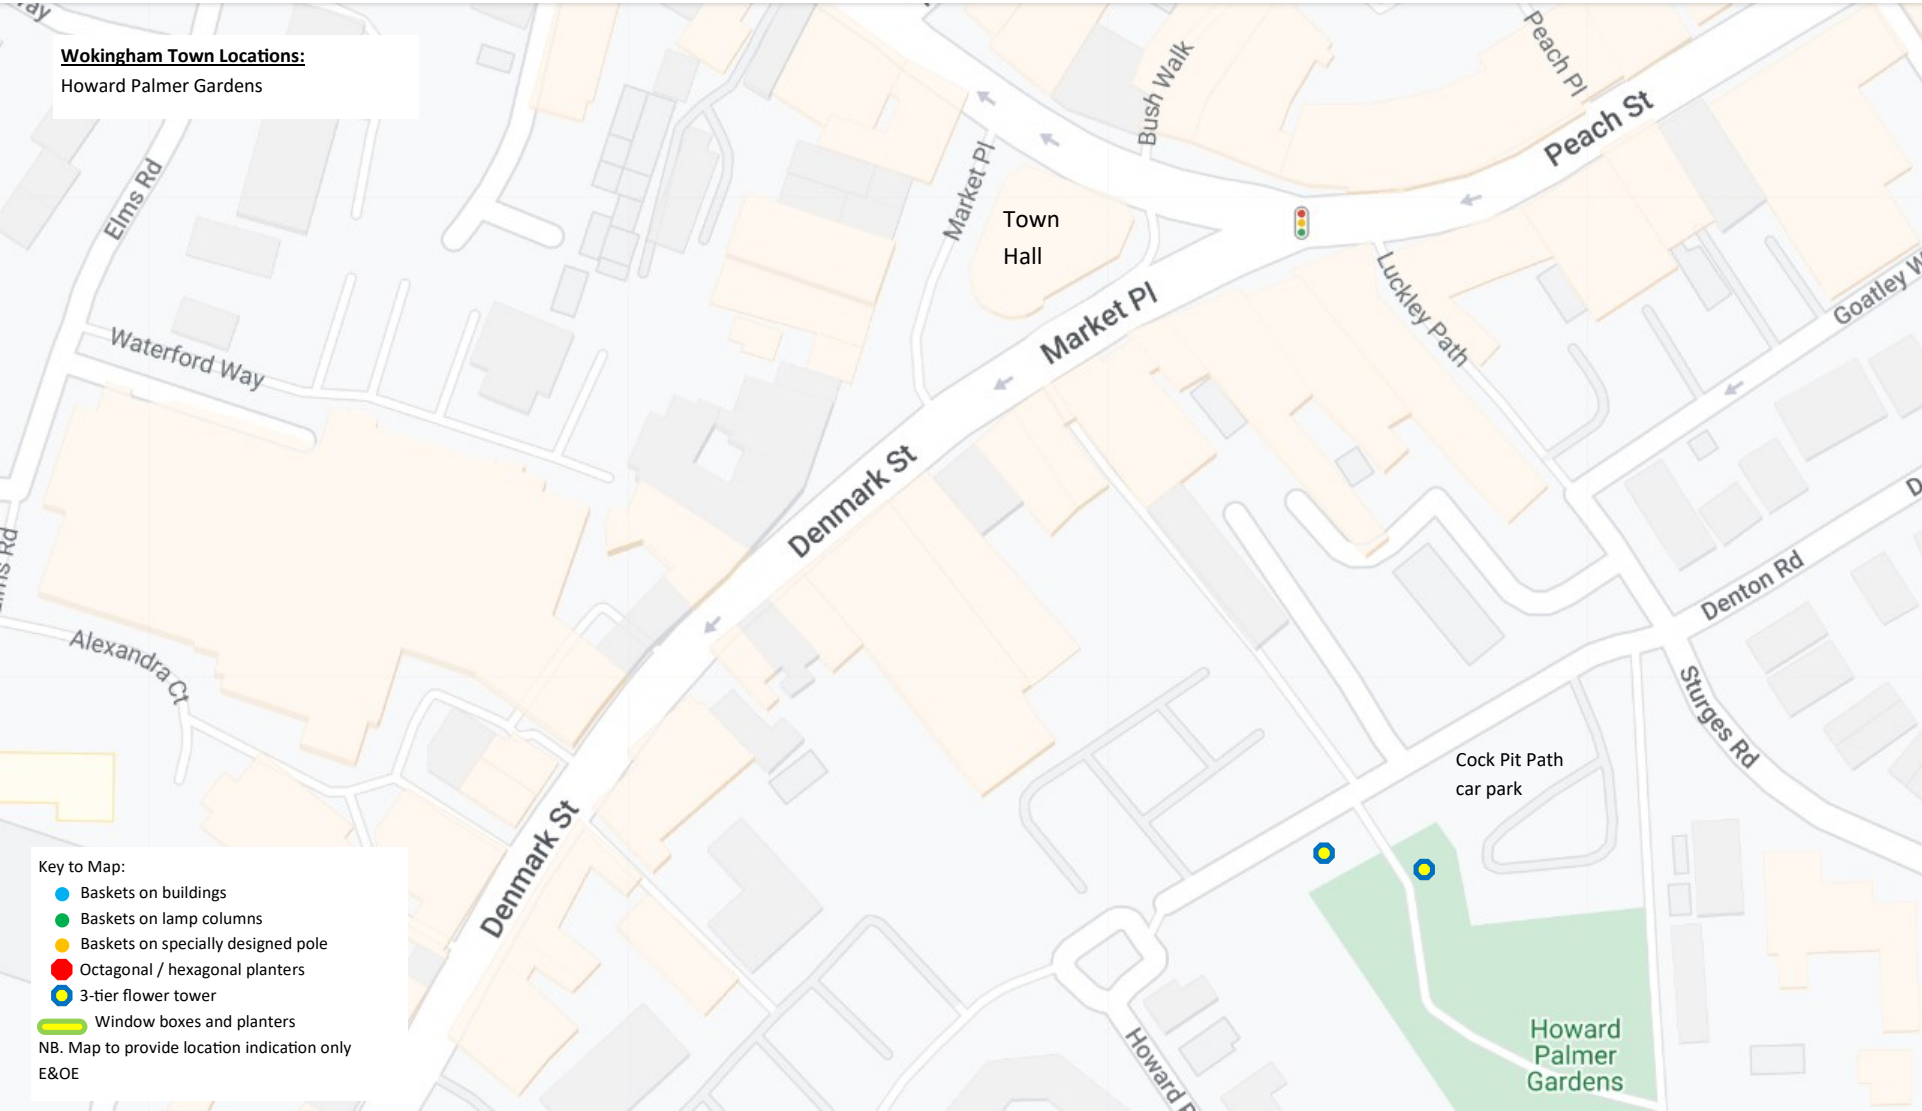 ay
Wokingham Town Locations:
Howard Palmer Gardens
Elms Rd
Waterford Way
Market Pl
Town
Hall
Bush Walk
Peach Pl
Peach St
Market Pl
Luckley Path
Goatley W
Denmark St
D
Denton Rd
Sturges Rd
Elms Rd
Alexandra Ct
Denmark St
Cock Pit Path
car park
Howard
Palmer
Gardens
Howard P
Key to Map:
Baskets on buildings
Baskets on lamp columns
Baskets on specially designed pole
Octagonal / hexagonal planters
3-tier flower tower
Window boxes and planters
NB. Map to provide location indication only
E&OE